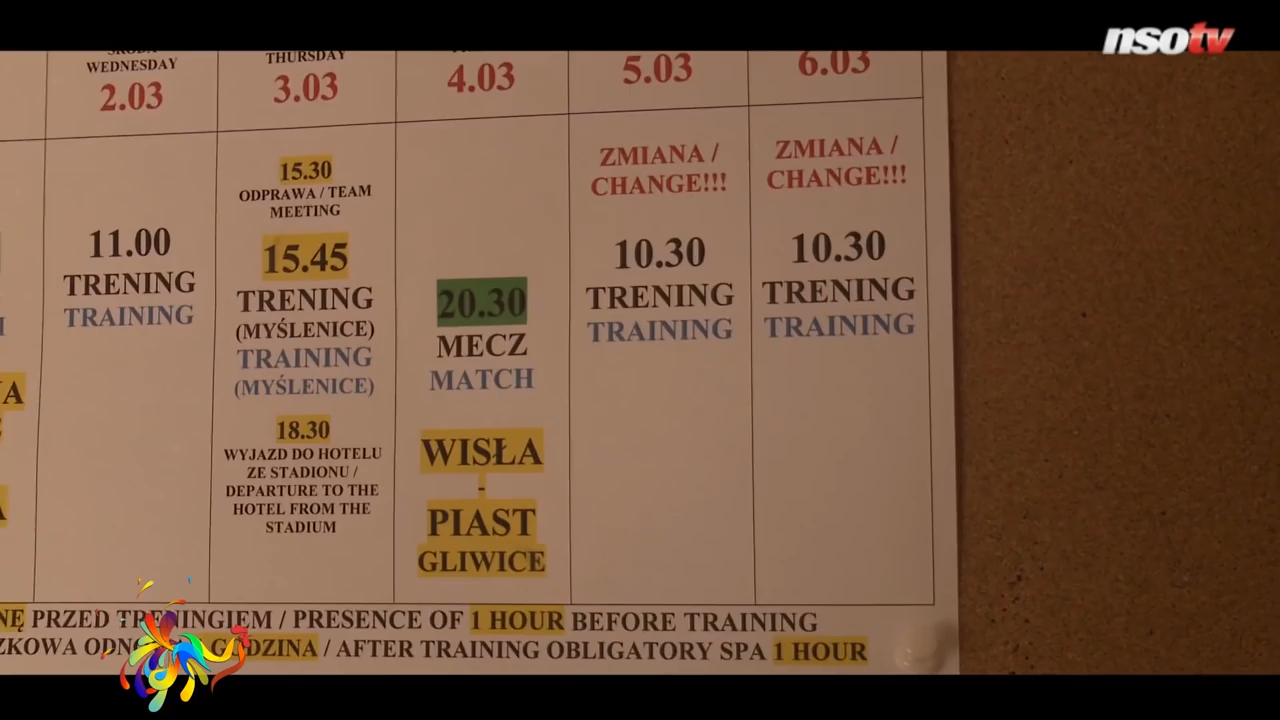 nsotv
WEDNESDAY
2.03
THURSDAY
3.03
4.03
5.03
6.03
11.00
TRENING
TRAINING
15.30
ODPRAWA / TEAM
MEETING
15.45
TRENING
(MYŚLENICE)
TRAINING
(MYŚLENICE)
18.30
WYJAZD DO HOTELU
ZE STADIONU /
DEPARTURE TO THE
HOTEL FROM THE
STADIUM
20.30
MECZ
MATCH
WISŁA
-
PIAST
GLIWICE
ZMIANA /
CHANGE!!!
10.30
TRENING
TRAINING
ZMIANA /
CHANGE!!!
10.30
TRENING
TRAINING
PRZED TRENINGIEM / PRESENCE OF 1 HOUR BEFORE TRAINING
GODZINA / AFTER TRAINING OBLIGATORY SPA 1 HOUR